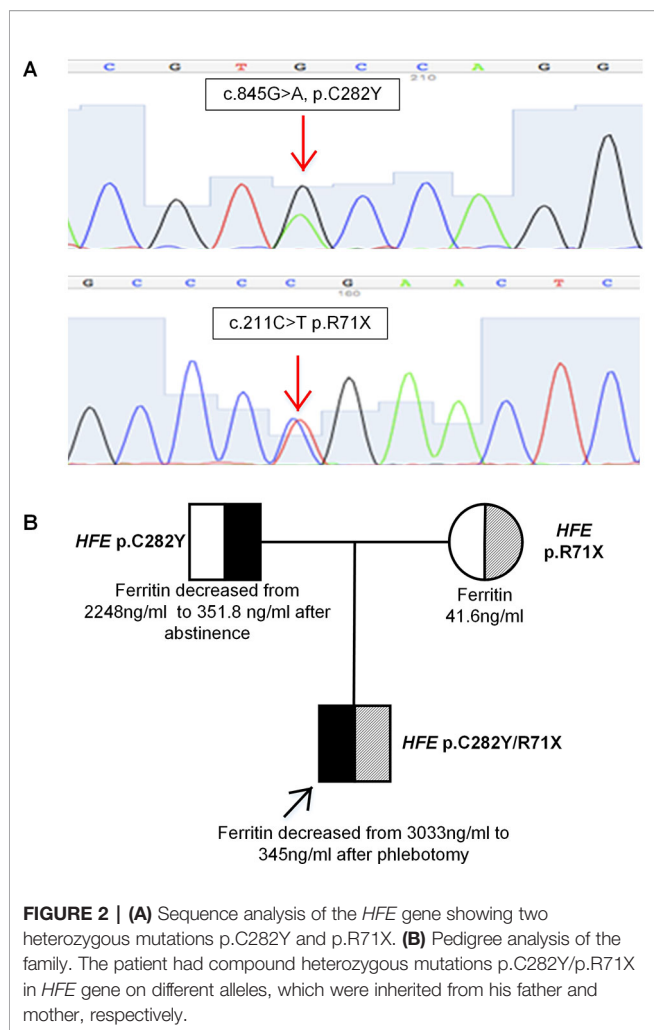 A
C G T G C C A G G
210
c.845G>A, p.C282Y
G C C C C G A A C T C
160
c.211C>T p.R71X
B
HFE p.C282Y
HFE
p.R71X
Ferritin decreased from
2248ng/ml to 351.8 ng/ml after
abstinence
Ferritin
41.6ng/ml
HFE p.C282Y/R71X
Ferritin decreased from 3033ng/ml to
345ng/ml after phlebotomy
FIGURE 2 | (A) Sequence analysis of the HFE gene showing two
heterozygous mutations p.C282Y and p.R71X. (B) Pedigree analysis of the
family. The patient had compound heterozygous mutations p.C282Y/p.R71X
in HFE gene on different alleles, which were inherited from his father and
mother, respectively.